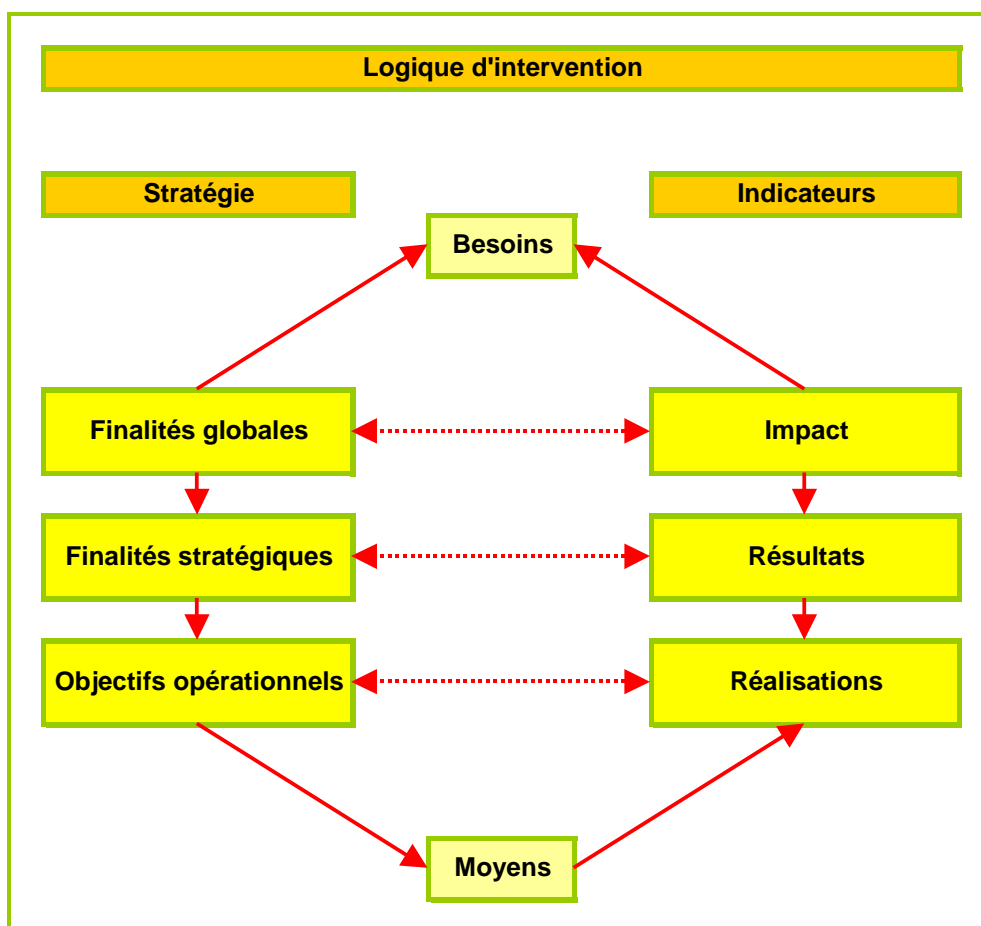 Logique d'intervention
Stratégie
Indicateurs
Besoins
Finalités globales
Impact
Finalités stratégiques
Résultats
Objectifs opérationnels
Réalisations
Moyens